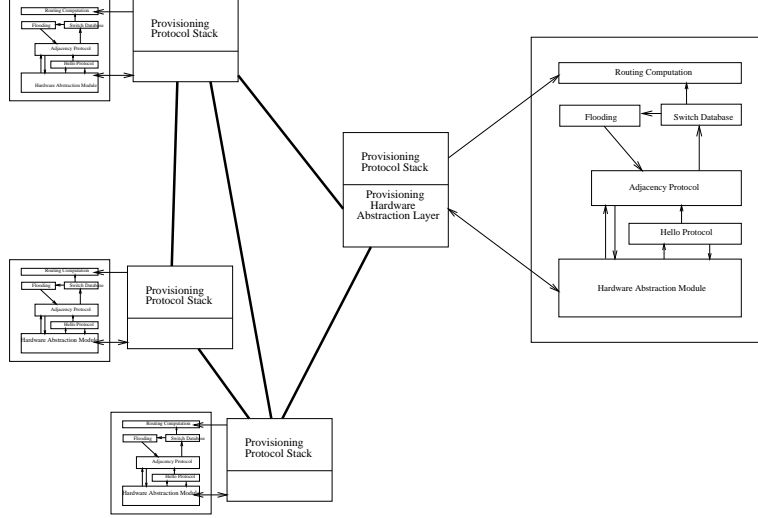 Routing Computation
Flooding
Switch Database
Adjacency Protocol
Hello Protocol
Hardware Abstraction Module
Provisioning
Protocol Stack
Provisioning
Protocol Stack
Provisioning
Hardware
Abstraction Layer
Routing Computation
Flooding
Switch Database
Adjacency Protocol
Hello Protocol
Hardware Abstraction Module
Routing Computation
Flooding
Switch Database
Adjacency Protocol
Hello Protocol
Hardware Abstraction Module
Provisioning
Protocol Stack
Routing Computation
Flooding
Switch Database
Adjacency Protocol
Hello Protocol
Hardware Abstraction Module
Provisioning
Protocol Stack